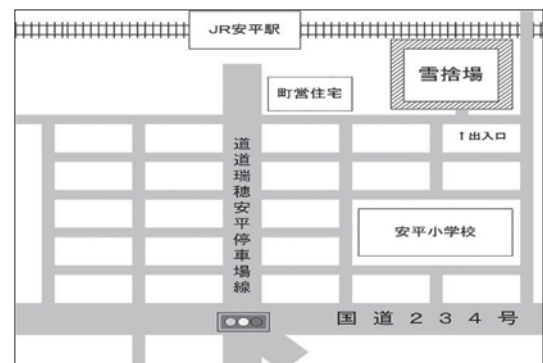 JR安平駅
雪捨場
町営住宅
↑出入口
道道瑞穂安平停車場線
安平小学校
国道234号